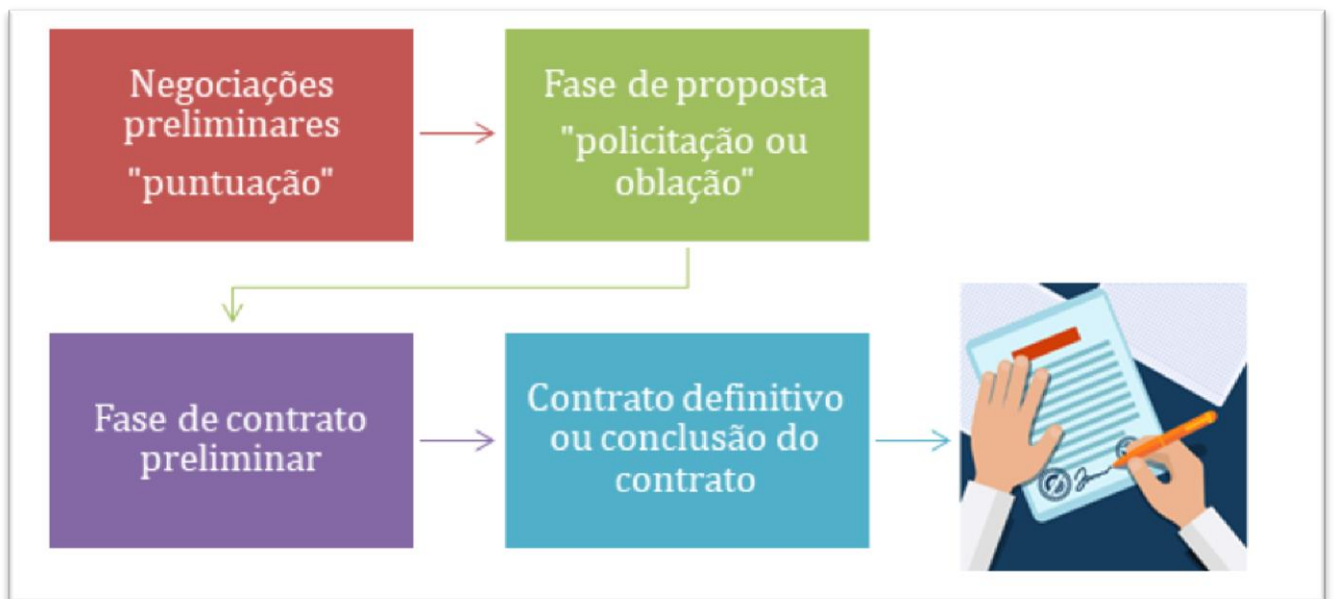 Negociações
preliminares
"puntuação"
Fase de proposta
"policitação ou
oblação"
Fase de contrato
preliminar
Contrato definitivo
ou conclusão do
contrato